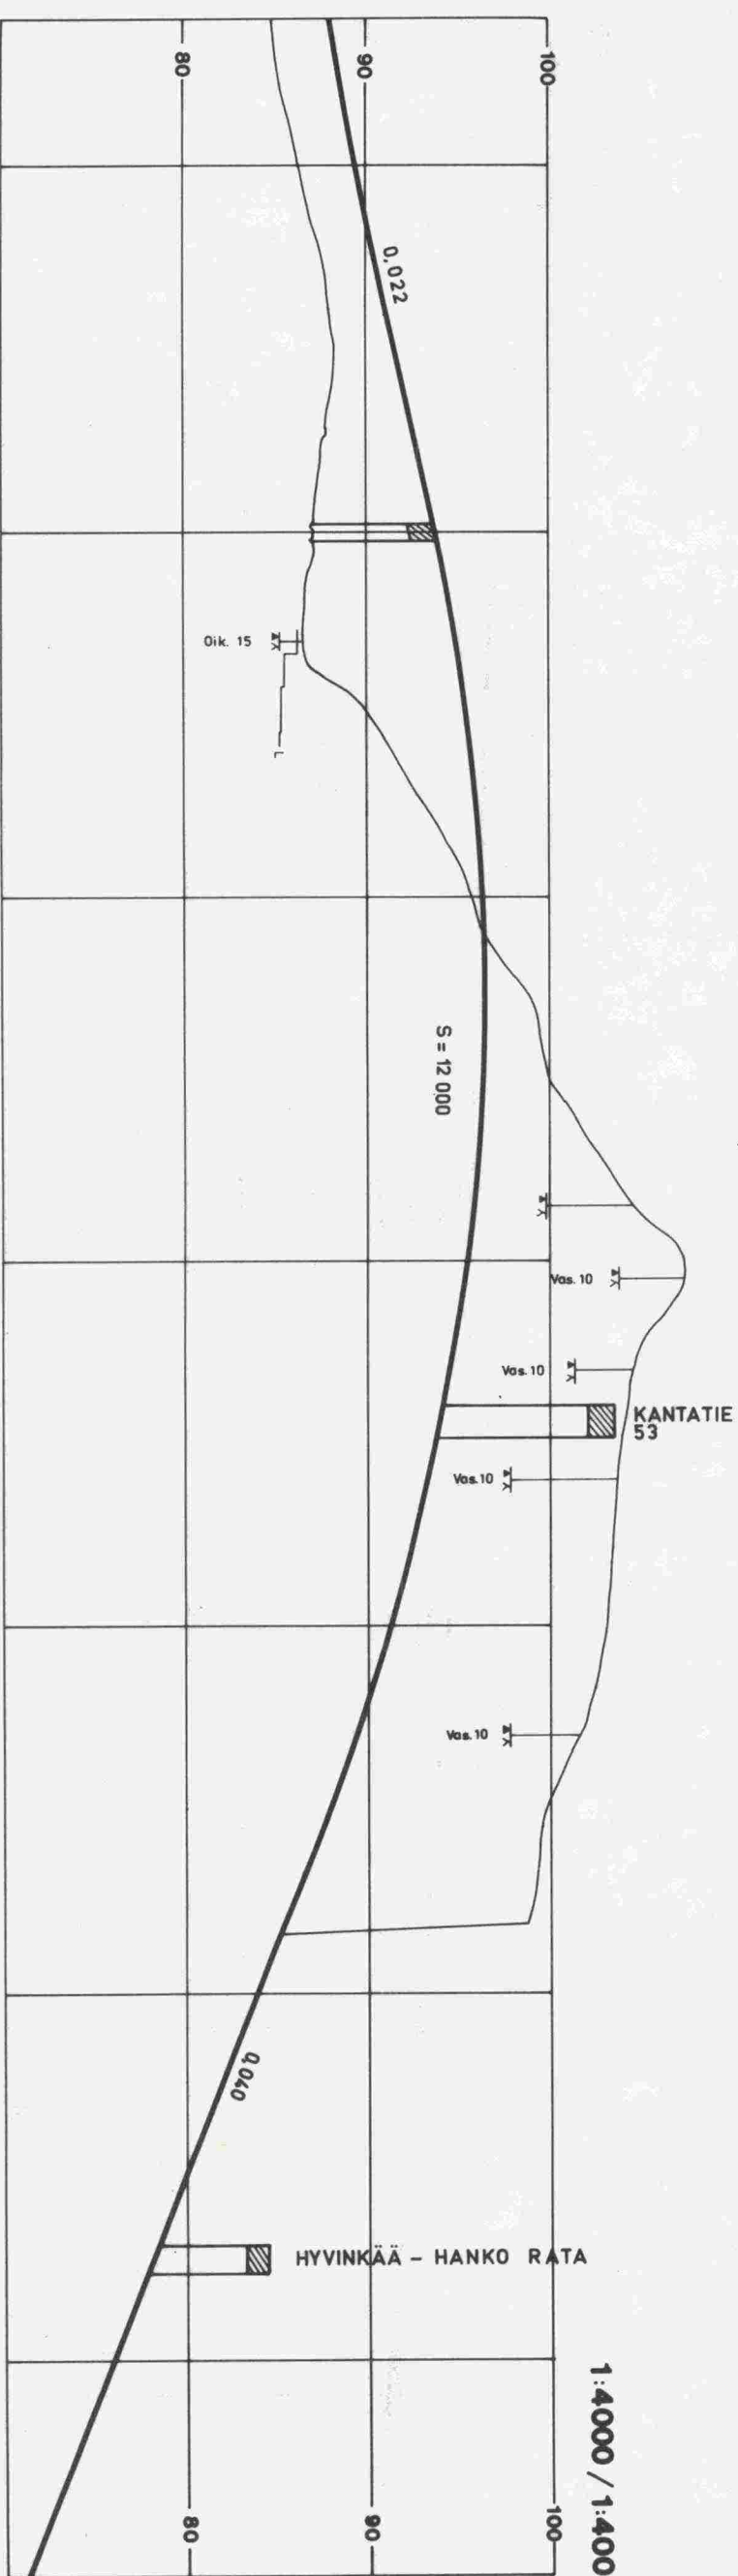 80
90
100
0,022
Oik. 15
S = 12 000
Vas. 10
Vas. 10
KANTATIE
53
Vas. 10
Vas. 10
0,040
HYVINKÄÄ – HANKO RATA
1:4000 / 1:400
80
90
100